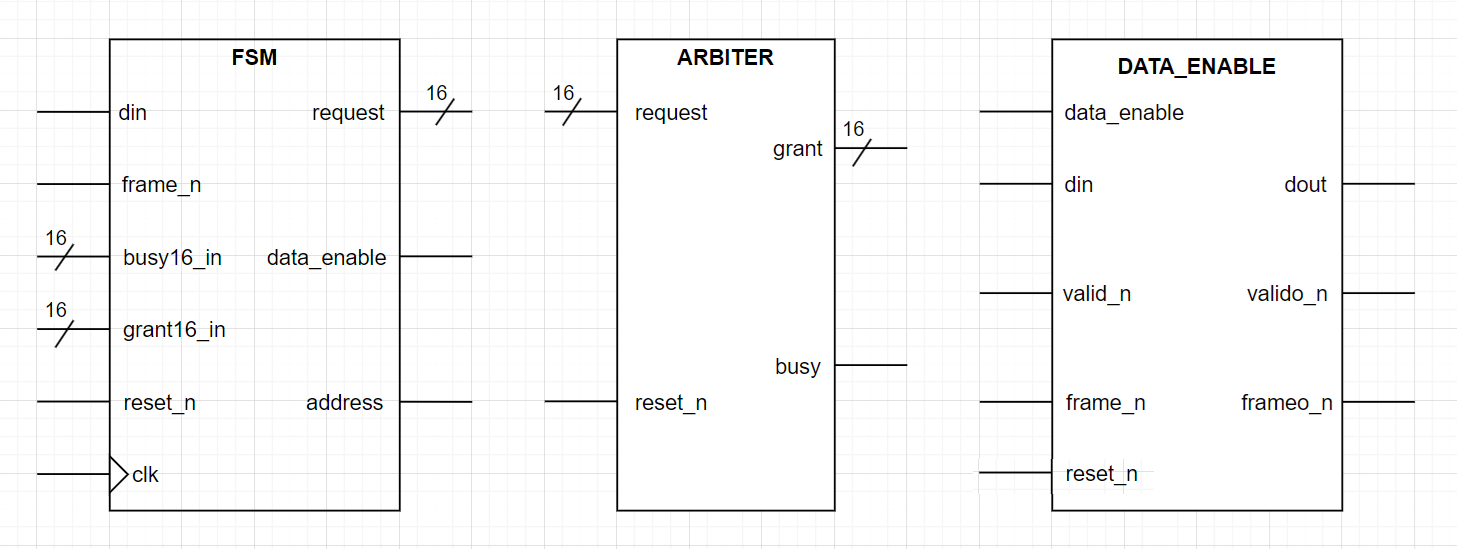 FSM
din
request
16
frame_n
16
busy16_in
data_enable
16
grant16_in
reset_n
address
clk
ARBITER
16
request
16
grant
busy
reset_n
DATA_ENABLE
data_enable
din
dout
valid_n
valido_n
frame_n
frameo_n
reset_n